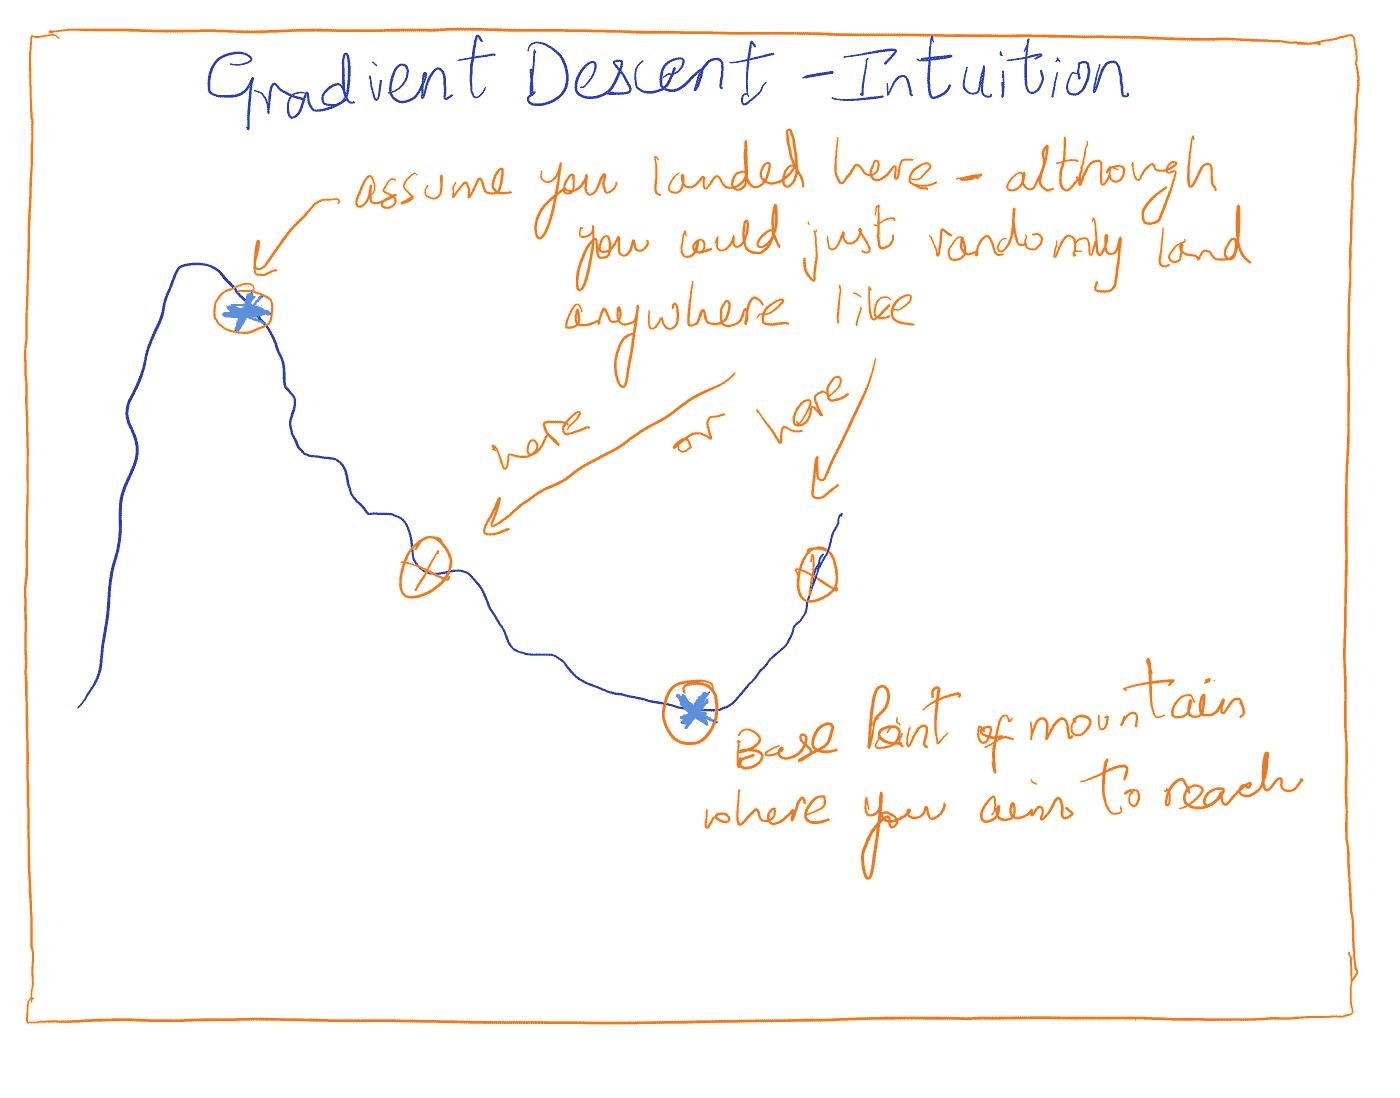 Gradient Descent - Intuition
assume you landed here - although
you could just randomly land
anywhere like
here or here
Base Point of mountain
where you aim to reach